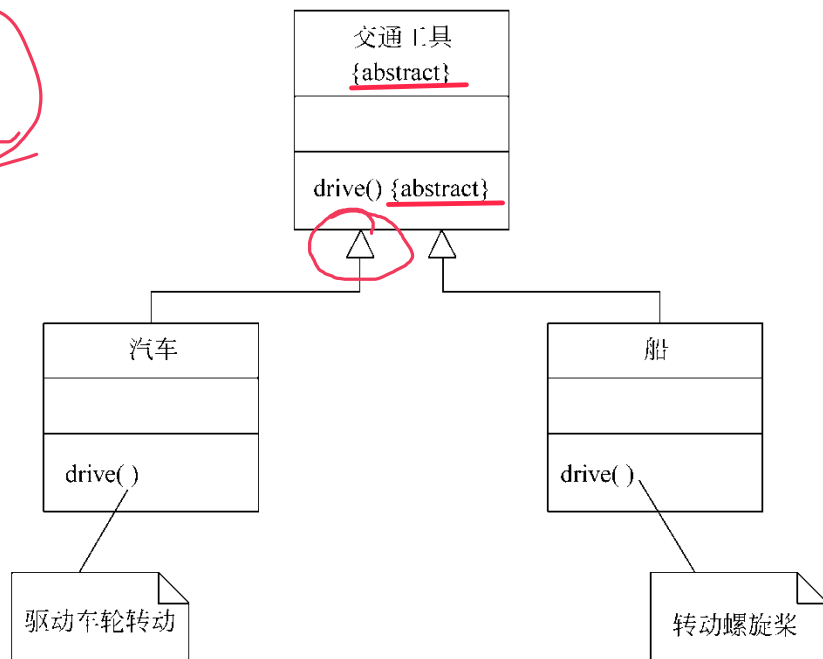 交通工具
{abstract}
drive() {abstract}
汽车
船
drive( )
drive( )
驱动车轮转动
转动螺旋桨